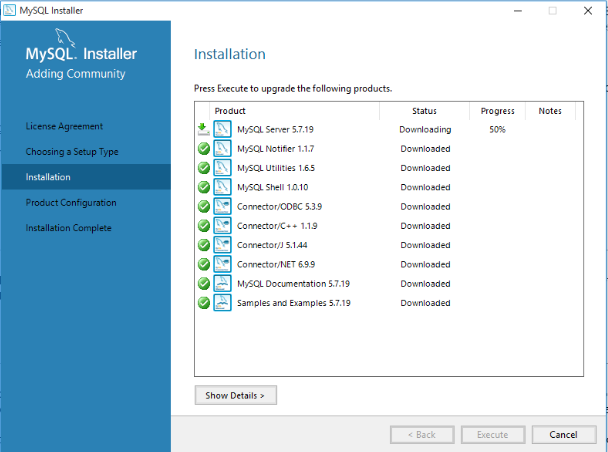 MySQL Installer
MySQL. Installer
Adding Community
License Agreement
Choosing a Setup Type
Installation
Product Configuration
Installation Complete
Installation
Press Execute to upgrade the following products.
Product Status Progress Notes
MySQL Server 5.7.19 Downloading 50%
MySQL Notifier 1.1.7 Downloaded
MySQL Utilities 1.6.5 Downloaded
MySQL Shell 1.0.10 Downloaded
Connector/ODBC 5.3.9 Downloaded
Connector/C++ 1.1.9 Downloaded
Connector/J 5.1.44 Downloaded
Connector/NET 6.9.9 Downloaded
MySQL Documentation 5.7.19 Downloaded
Samples and Examples 5.7.19 Downloaded
Show Details >
< Back Execute Cancel